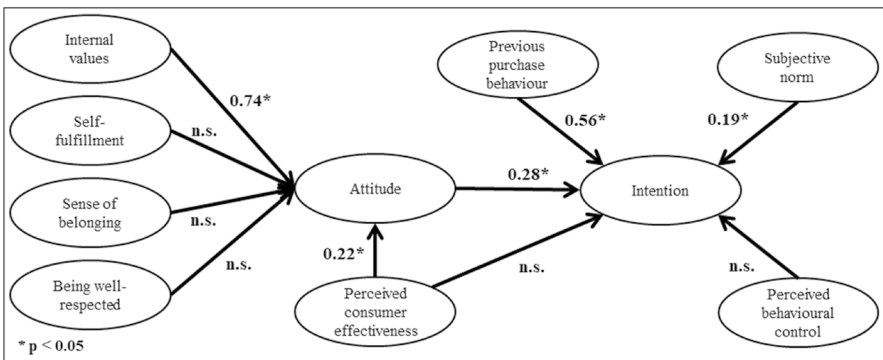 Internal
values
Self-
fulfillment
Sense of
belonging
Being well-
respected
* p < 0.05
0.74*
n.s.
n.s.
n.s.
Attitude
0.22*
Perceived
consumer
effectiveness
0.28*
n.s.
Previous
purchase
behaviour
0.56*
Subjective
norm
0.19*
Intention
n.s.
Perceived
behavioural
control